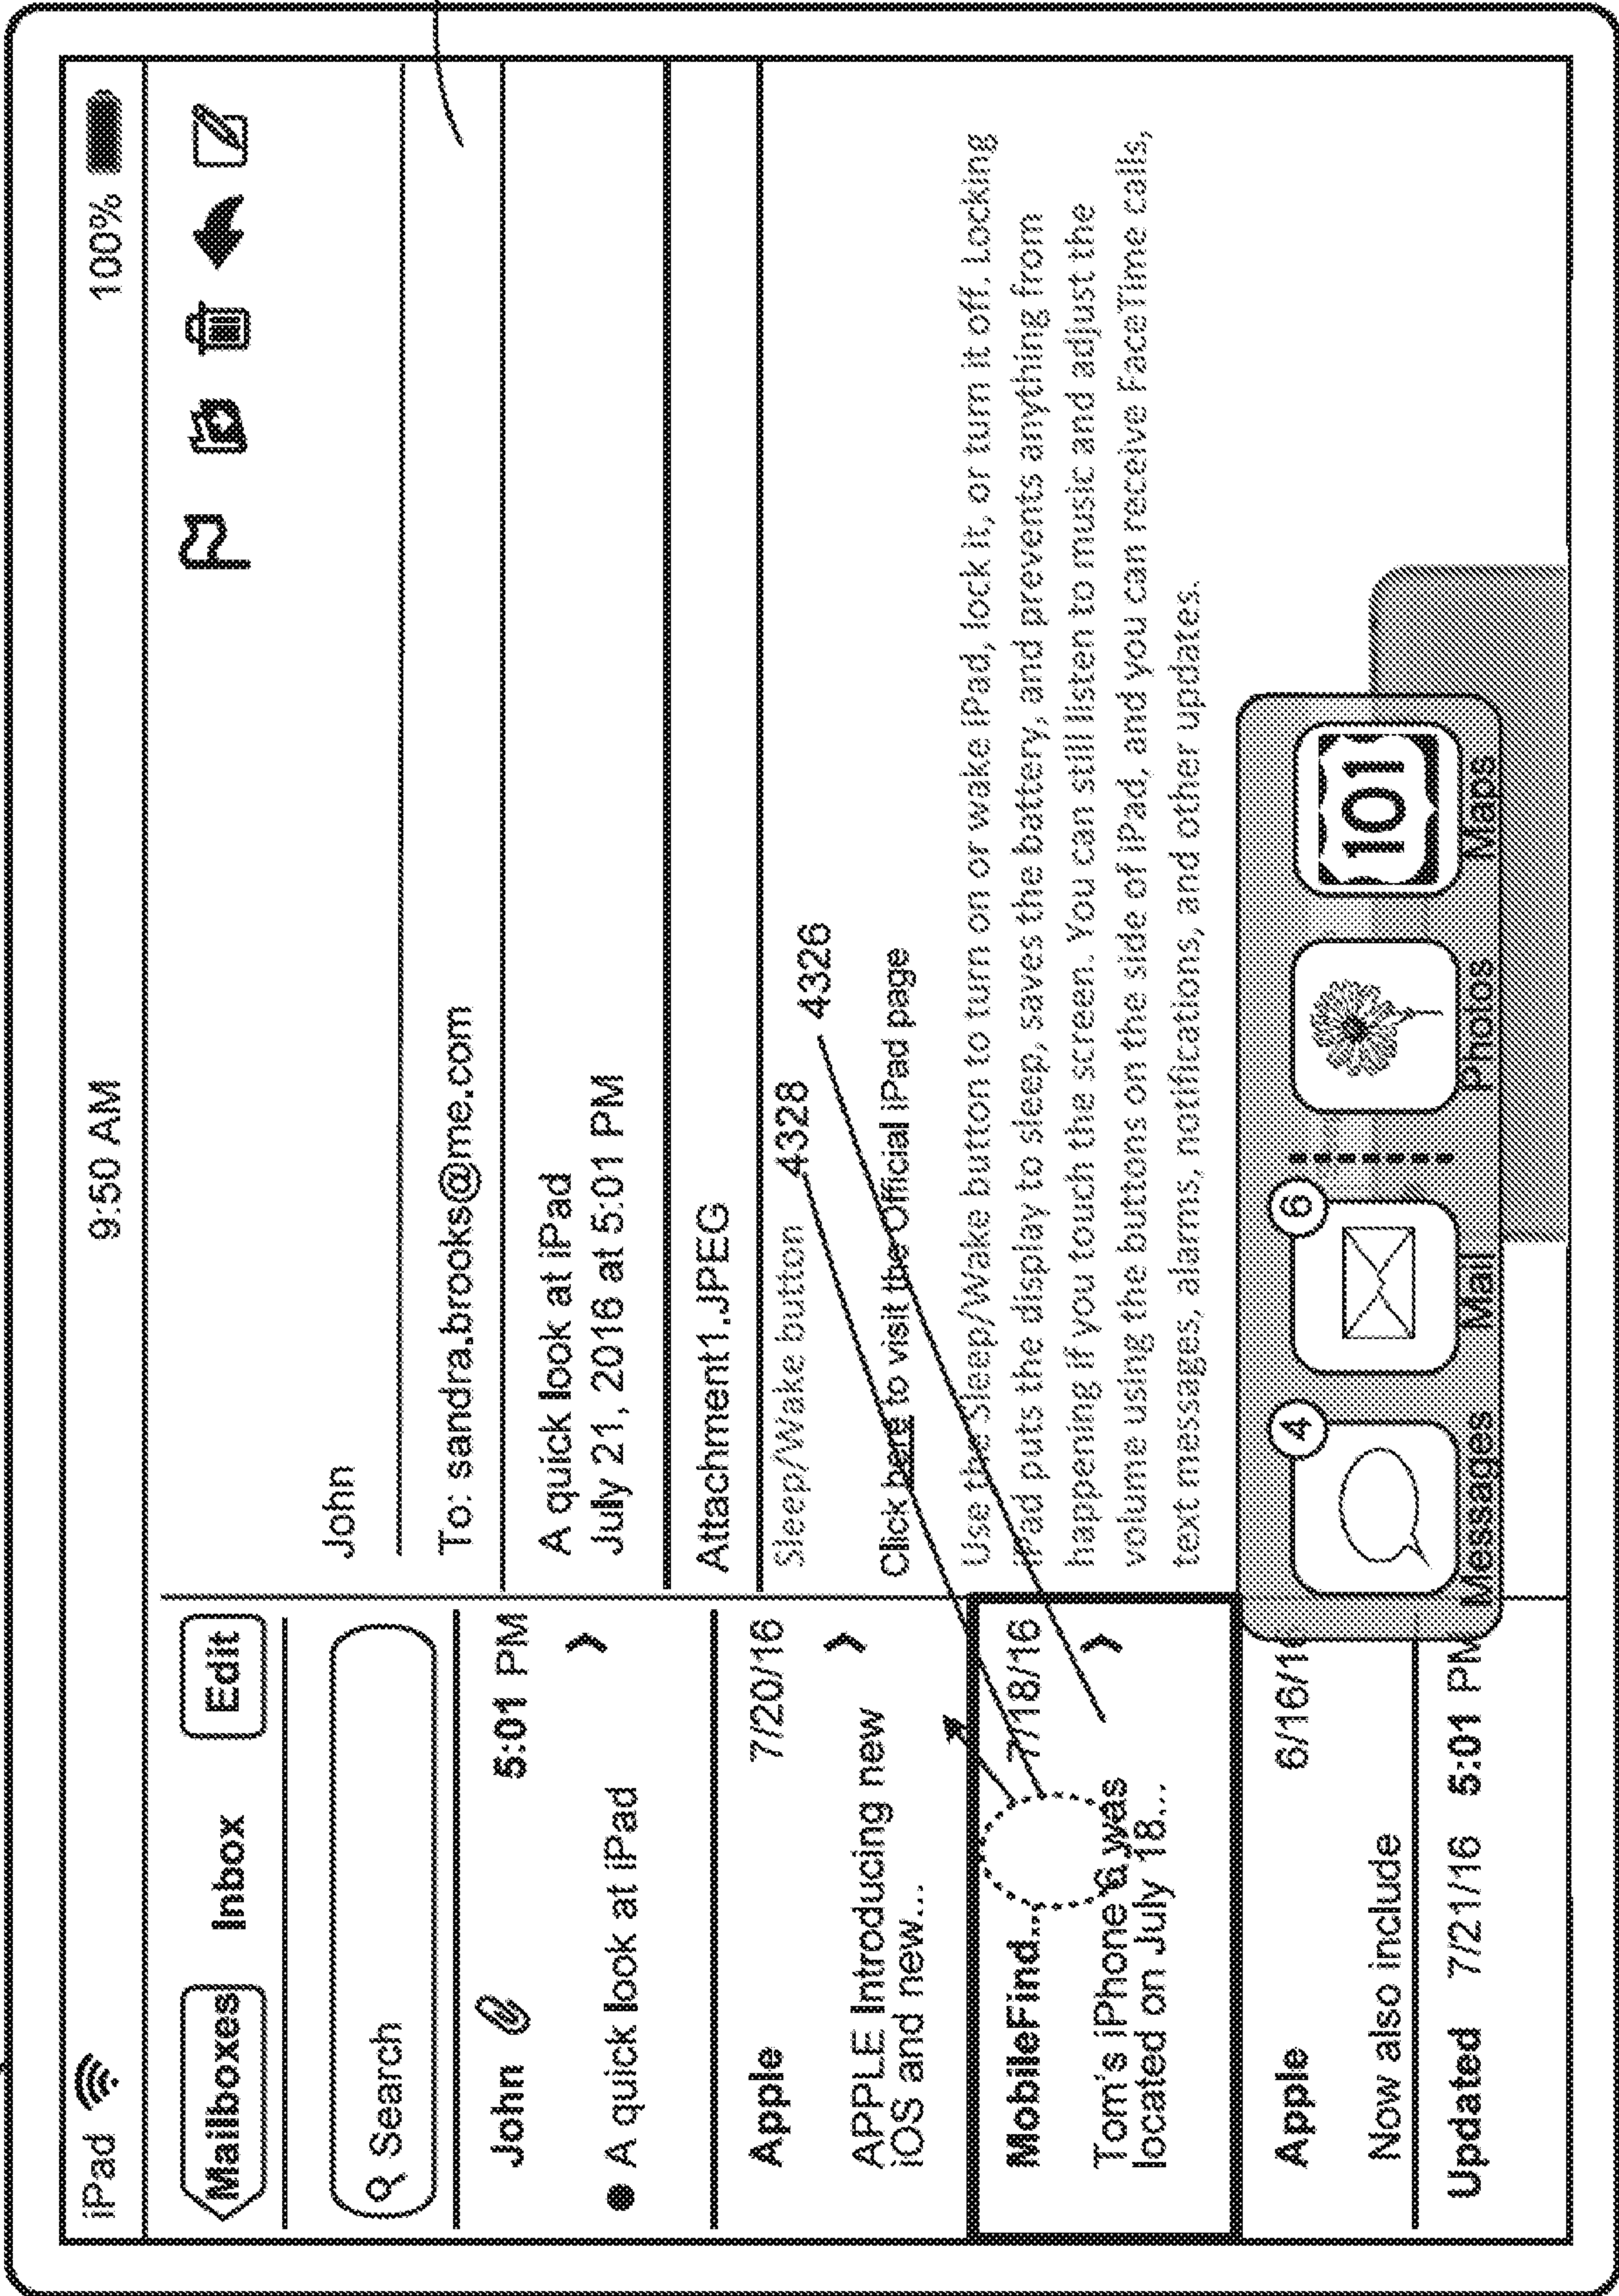 iPad 9:50 AM 100%
Mailboxes Inbox Edit
Search
John 5:01 PM
A quick look at iPad
Apple 7/20/16
APPLE Introducing new
iOS and new...
MobileFind... 7/18/16
Tom's iPhone 6 was
located on July 18...
Apple 6/16/1
Now also include
Updated 7/21/16 5:01 PM
John
To: sandra.brooks@me.com
A quick look at iPad
July 21, 2016 at 5:01 PM
Attachment1.JPEG
Sleep/Wake button
4328
4326
Click here to visit the Official iPad page
Use the Sleep/Wake button to turn on or wake iPad, lock it, or turn it off. Locking
iPad puts the display to sleep, saves the battery, and prevents anything from
happening if you touch the screen. You can still listen to music and adjust the
volume using the buttons on the side of iPad, and you can receive FaceTime calls,
text messages, alarms, notifications, and other updates.
4
6
101
Messages Mail Photos Maps